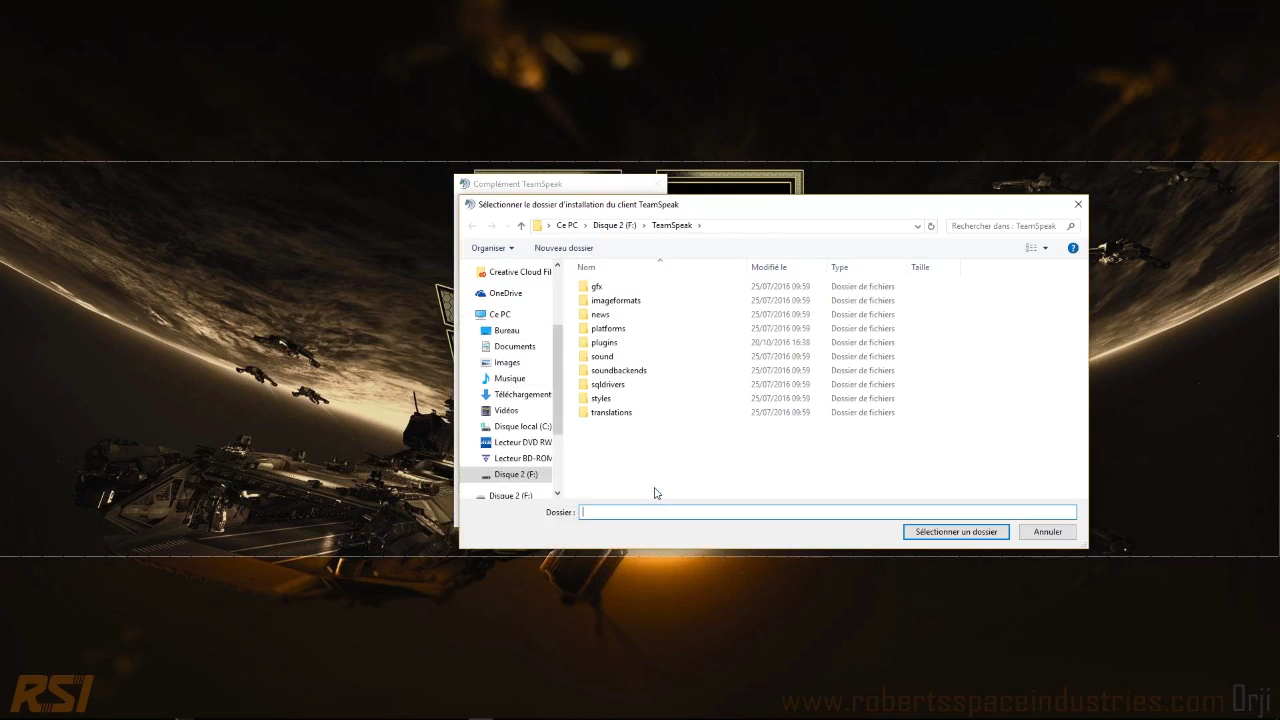 Complément TeamSpeak
Sélectionner le dossier d'installation du client TeamSpeak
Ce PC > Disque 2 (F:) > TeamSpeak >
Rechercher dans : TeamSpeak
Organiser
Nouveau dossier
Nom Modifié le Type Taille
Creative Cloud Fil
OneDrive
Ce PC
Bureau
Documents
Images
Musique
Téléchargement
Vidéos
Disque local (C:)
Lecteur DVD RW
Lecteur BD-ROM
Disque 2 (F:)
Disque 2 (F:)
gfx 25/07/2016 09:59 Dossier de fichiers
imageformats 25/07/2016 09:59 Dossier de fichiers
news 25/07/2016 09:59 Dossier de fichiers
platforms 25/07/2016 09:59 Dossier de fichiers
plugins 20/10/2016 16:38 Dossier de fichiers
sound 25/07/2016 09:59 Dossier de fichiers
soundbackends 25/07/2016 09:59 Dossier de fichiers
sqldrivers 25/07/2016 09:59 Dossier de fichiers
styles 25/07/2016 09:59 Dossier de fichiers
translations 25/07/2016 09:59 Dossier de fichiers
Dossier :
Sélectionner un dossier
Annuler
RSI
www.robertsspaceindustries.com Orji